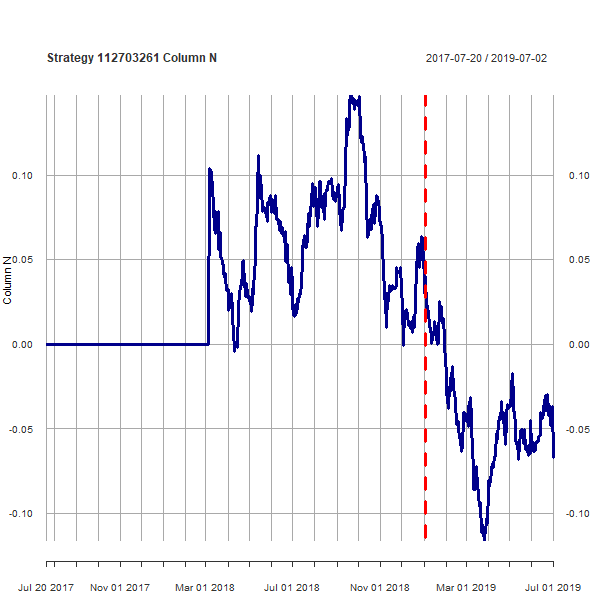 Strategy 112703261 Column N
2017-07-20 / 2019-07-02
Column N
0.10
0.05
0.00
-0.05
-0.10
0.10
0.05
0.00
-0.05
-0.10
Jul 20 2017
Nov 01 2017
Mar 01 2018
Jul 01 2018
Nov 01 2018
Mar 01 2019
Jul 01 2019